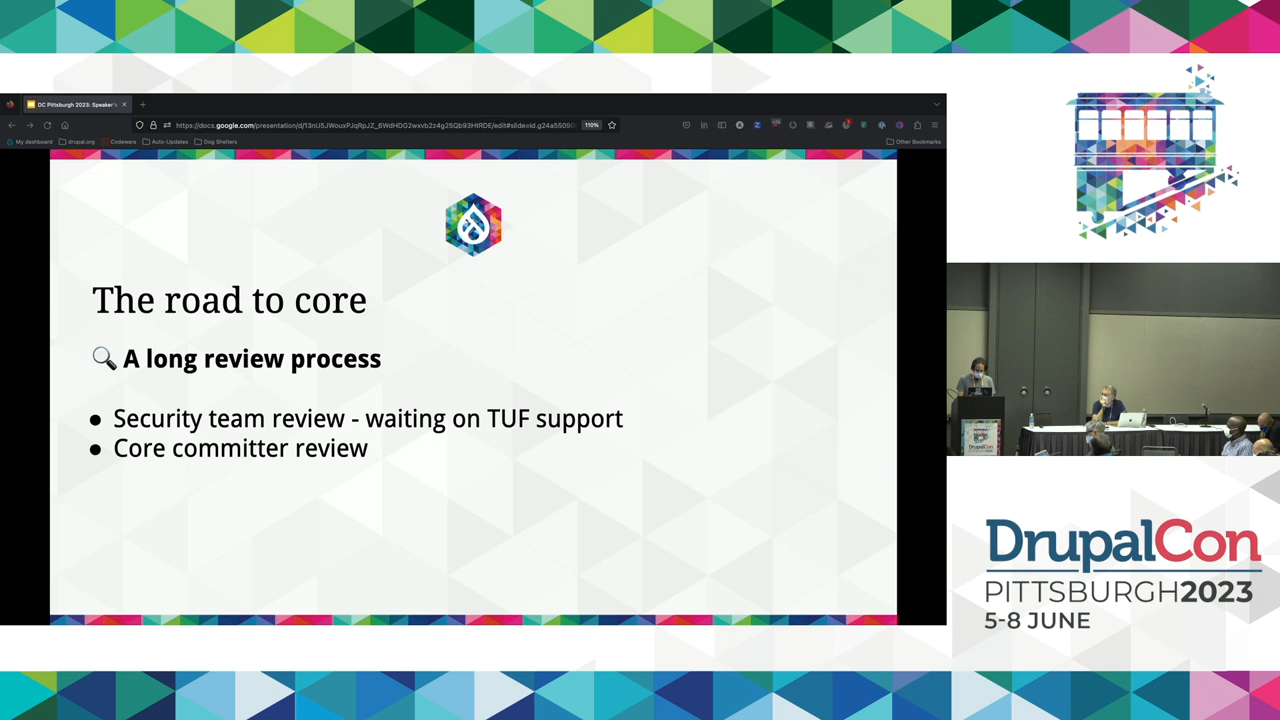 DC Pittsburgh 2023: Speaker's
110%
My dashboard
drupal.org
Codewars
Auto-Updates
Dog Shelters
Other Bookmarks
The road to core
A long review process
● Security team review - waiting on TUF support
● Core committer review
DrupalCon
DrupalCon
PITTSBURGH2023
5-8 JUNE